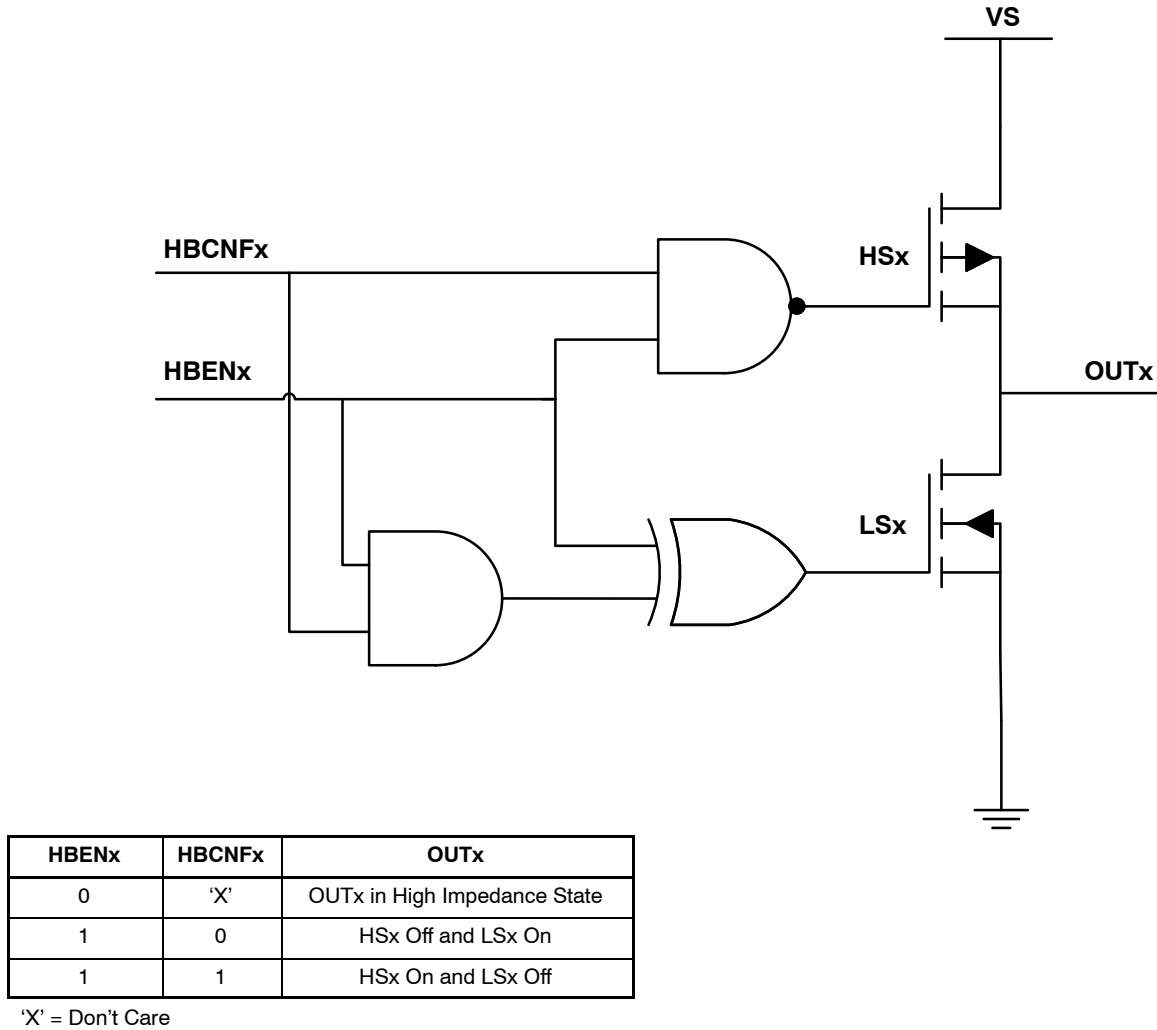 VS
HBCNFx
HSx
HBENx
OUTx
LSx
HBENx HBCNFx OUTx
0 ‘X’ OUTx in High Impedance State
1 0 HSx Off and LSx On
1 1 HSx On and LSx Off
‘X’ = Don’t Care